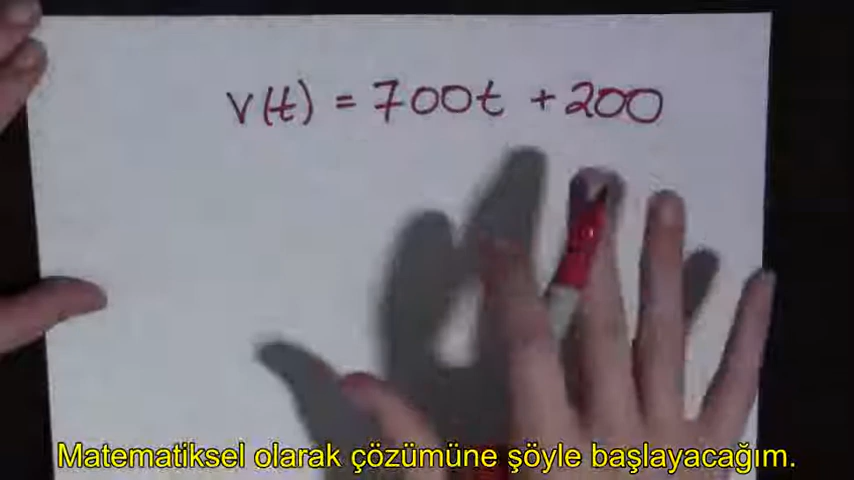 v(t) = 700t + 200
Matematiksel olarak çözümüne şöyle başlayacağım.